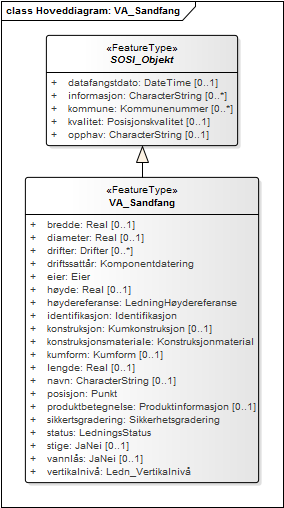 class Hoveddiagram: VA_Sandfang
«FeatureType»
SOSI_Objekt
+ datafangstdato: DateTime [0..1]
+ informasjon: CharacterString [0..*]
+ kommune: Kommunenummer [0..*]
+ kvalitet: Posisjonskvalitet [0..1]
+ opphav: CharacterString [0..1]
«FeatureType»
VA_Sandfang
+ bredde: Real [0..1]
+ diameter: Real [0..1]
+ drifter: Drifter [0..*]
+ driftssattår: Komponentdatering
+ eier: Eier
+ høyde: Real [0..1]
+ høydereferanse: LedningHøydereferanse
+ identifikasjon: Identifikasjon
+ konstruksjon: Kumkonstruksjon [0..1]
+ konstruksjonsmateriale: Konstruksjonmaterial
+ kumform: Kumform [0..1]
+ lengde: Real [0..1]
+ navn: CharacterString [0..1]
+ posisjon: Punkt
+ produktbetegnelse: Produktinformasjon [0..1]
+ sikkertsgradering: Sikkerhetsgradering
+ status: LedningsStatus
+ stige: JaNei [0..1]
+ vannlås: JaNei [0..1]
+ vertikalnivå: Ledn_Vertikalnivå